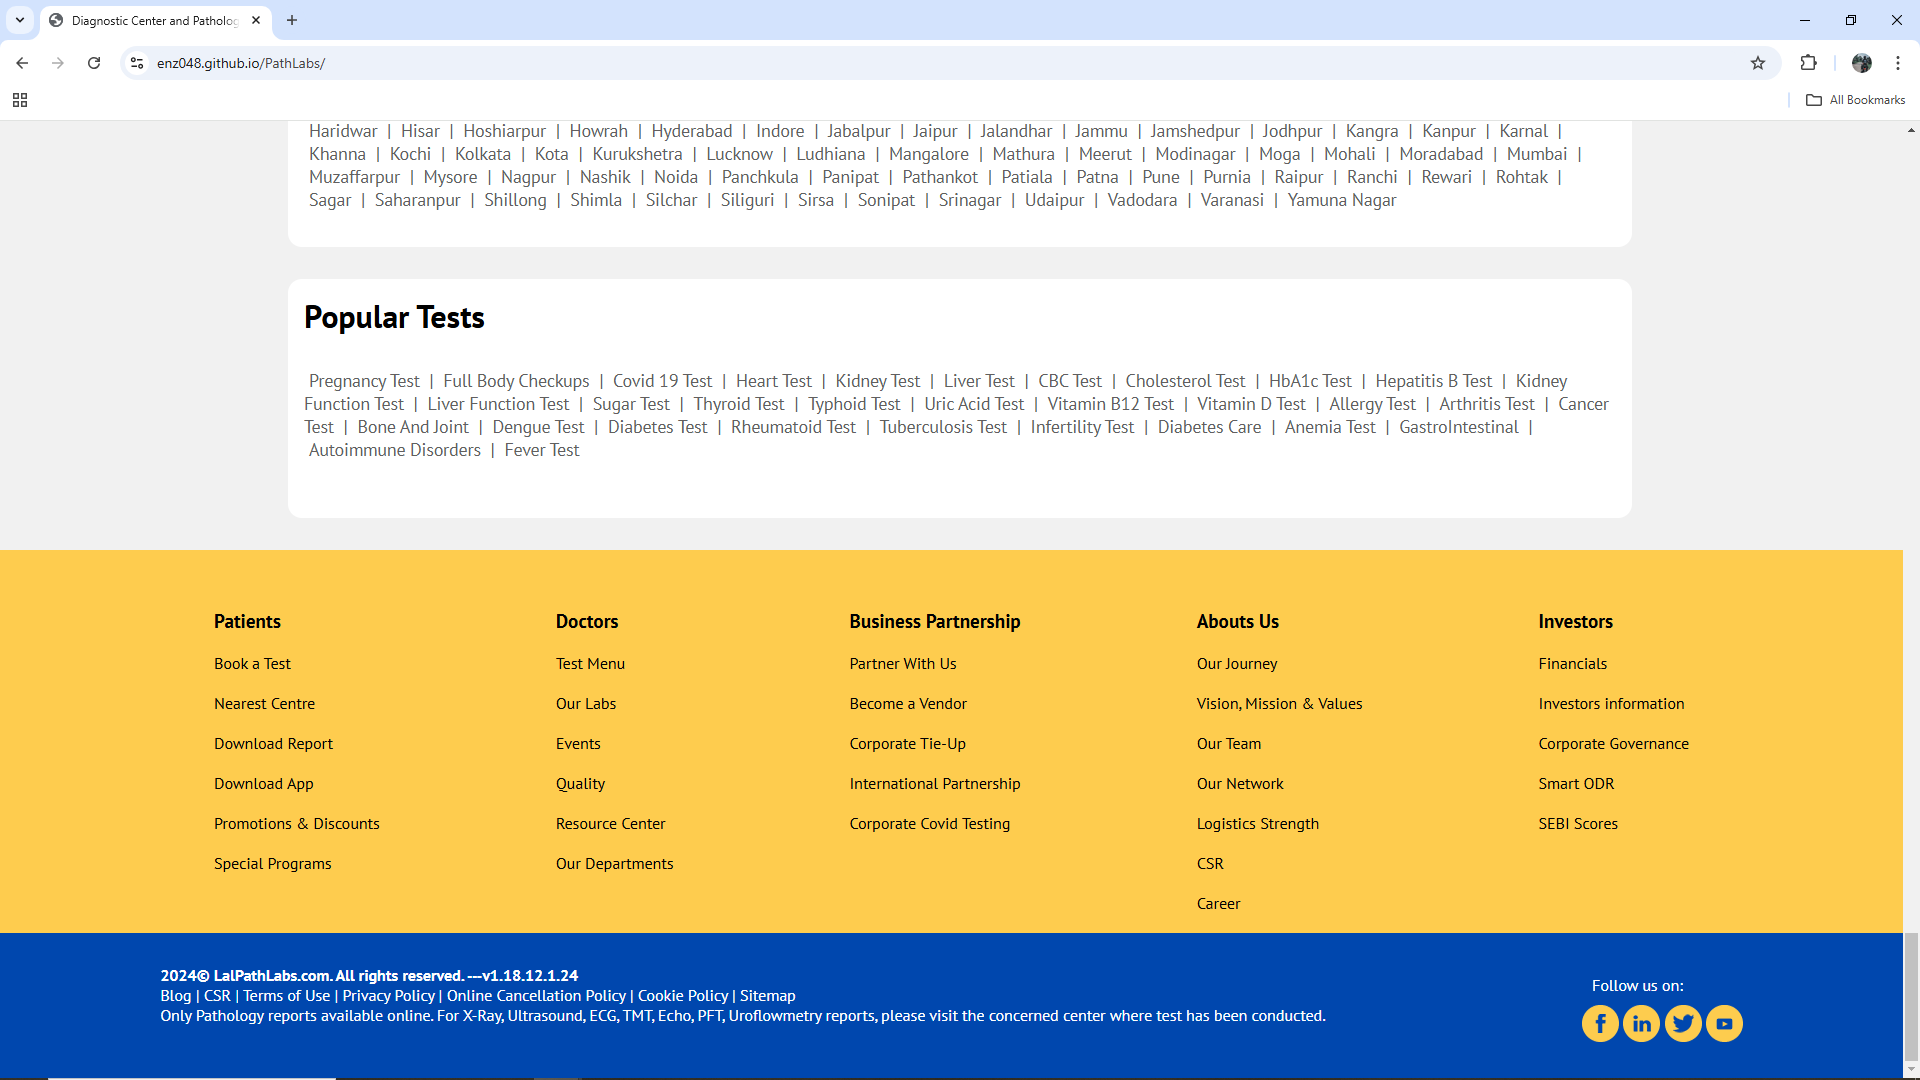 Diagnostic Center and Patholog
enz048.github.io/PathLabs/
All Bookmarks
Haridwar | Hisar | Hoshiarpur | Howrah | Hyderabad | Indore | Jabalpur | Jaipur | Jalandhar | Jammu | Jamshedpur | Jodhpur | Kangra | Kanpur | Karnal |
Khanna | Kochi | Kolkata | Kota | Kurukshetra | Lucknow | Ludhiana | Mangalore | Mathura | Meerut | Modinagar | Moga | Mohali | Moradabad | Mumbai |
Muzaffarpur | Mysore | Nagpur | Nashik | Noida | Panchkula | Panipat | Pathankot | Patiala | Patna | Pune | Purnia | Raipur | Ranchi | Rewari | Rohtak |
Sagar | Saharanpur | Shillong | Shimla | Silchar | Siliguri | Sirsa | Sonipat | Srinagar | Udaipur | Vadodara | Varanasi | Yamuna Nagar
Popular Tests
Pregnancy Test | Full Body Checkups | Covid 19 Test | Heart Test | Kidney Test | Liver Test | CBC Test | Cholesterol Test | HbA1c Test | Hepatitis B Test | Kidney
Function Test | Liver Function Test | Sugar Test | Thyroid Test | Typhoid Test | Uric Acid Test | Vitamin B12 Test | Vitamin D Test | Allergy Test | Arthritis Test | Cancer
Test | Bone And Joint | Dengue Test | Diabetes Test | Rheumatoid Test | Tuberculosis Test | Infertility Test | Diabetes Care | Anemia Test | GastroIntestinal |
Autoimmune Disorders | Fever Test
Patients
Book a Test
Nearest Centre
Download Report
Download App
Promotions & Discounts
Special Programs
Doctors
Test Menu
Our Labs
Events
Quality
Resource Center
Our Departments
Business Partnership
Partner With Us
Become a Vendor
Corporate Tie-Up
International Partnership
Corporate Covid Testing
Abouts Us
Our Journey
Vision, Mission & Values
Our Team
Our Network
Logistics Strength
CSR
Career
Investors
Financials
Investors information
Corporate Governance
Smart ODR
SEBI Scores
2024© LalPathLabs.com. All rights reserved. ---v1.18.12.1.24
Blog | CSR | Terms of Use | Privacy Policy | Online Cancellation Policy | Cookie Policy | Sitemap
Only Pathology reports available online. For X-Ray, Ultrasound, ECG, TMT, Echo, PFT, Uroflowmetry reports, please visit the concerned center where test has been conducted.
Follow us on: